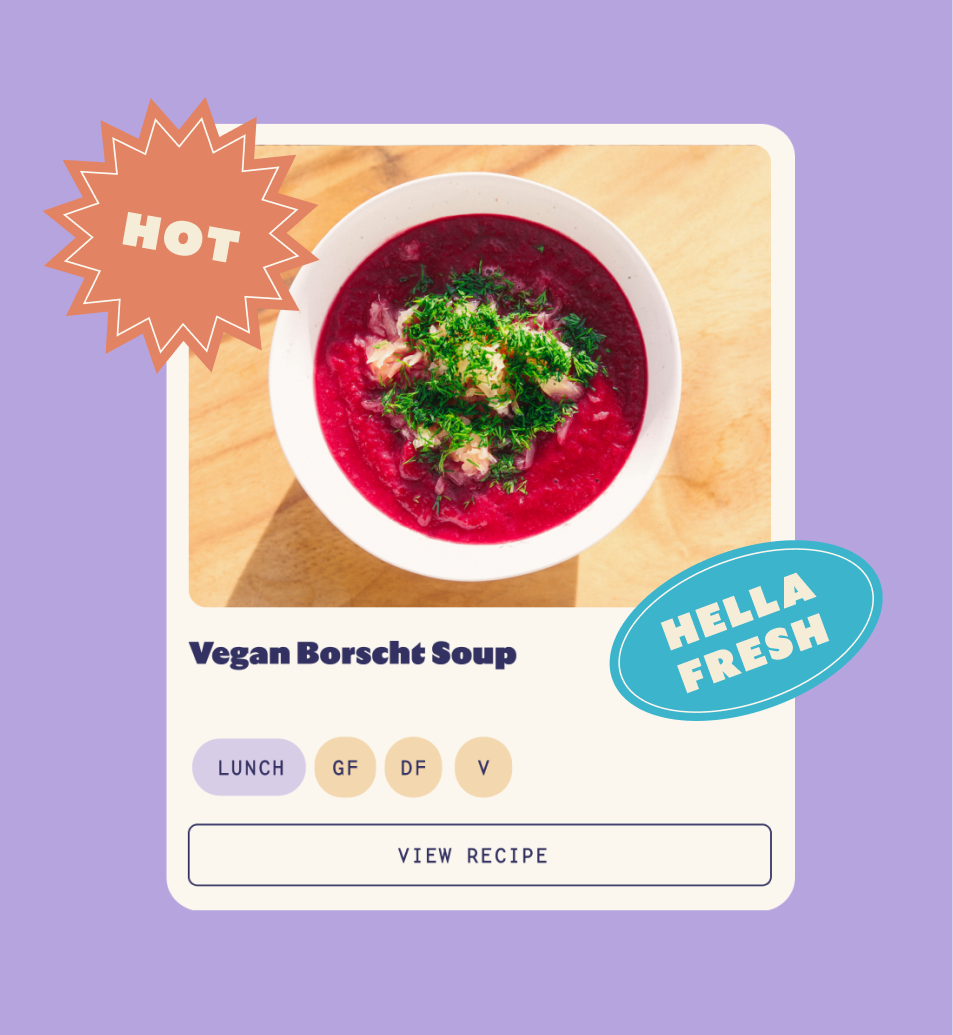 HOT
HELLA
FRESH
Vegan Borscht Soup
LUNCH GF DF V
VIEW RECIPE